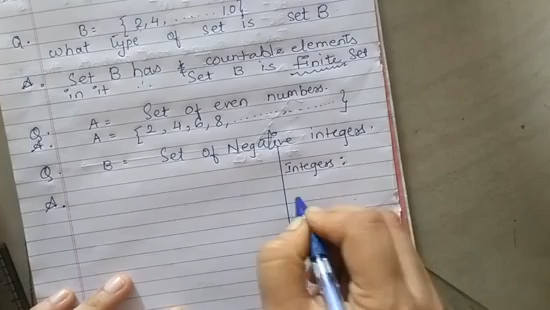 B= {2,4, ........ 10}
Q. what type of set is set B
A. Set B has countable elements
in it ∴ Set B is finite Set
Q. A= Set of even numbers.
A. A= {2, 4, 6, 8, ..............}
Q. B= Set of Negative integers.
A. Integers: